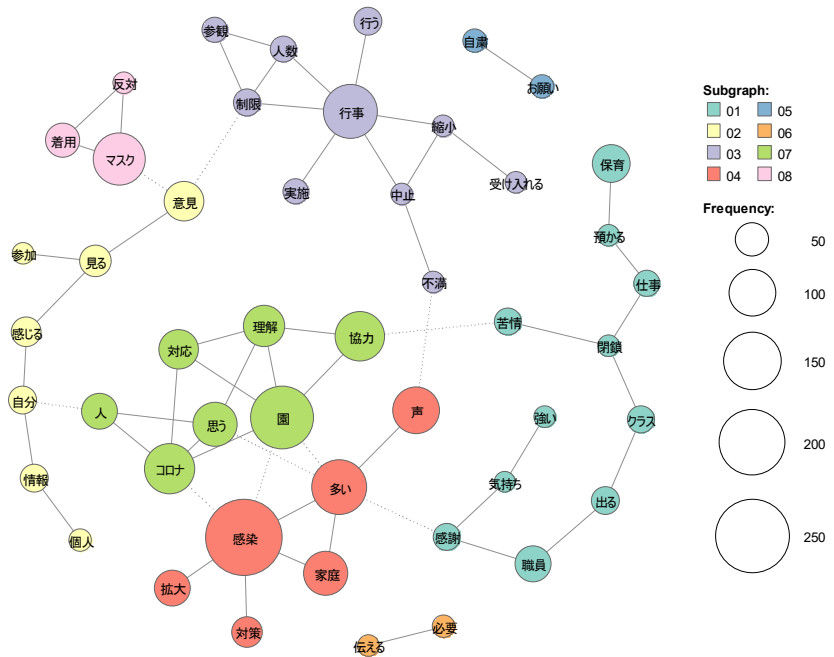 参観
人数
行う
制限
行事
縮小
実施
中止
受け入れる
不満
自粛
お願い
反対
着用
マスク
意見
参加
見る
感じる
自分
情報
個人
保育
預かる
仕事
苦情
閉鎖
クラス
強い
気持ち
出る
感謝
職員
理解
対応
協力
人
思う
園
コロナ
声
多い
感染
家庭
拡大
対策
伝える
必要
Subgraph:
01 05
02 06
03 07
04 08
Frequency:
50
100
150
200
250